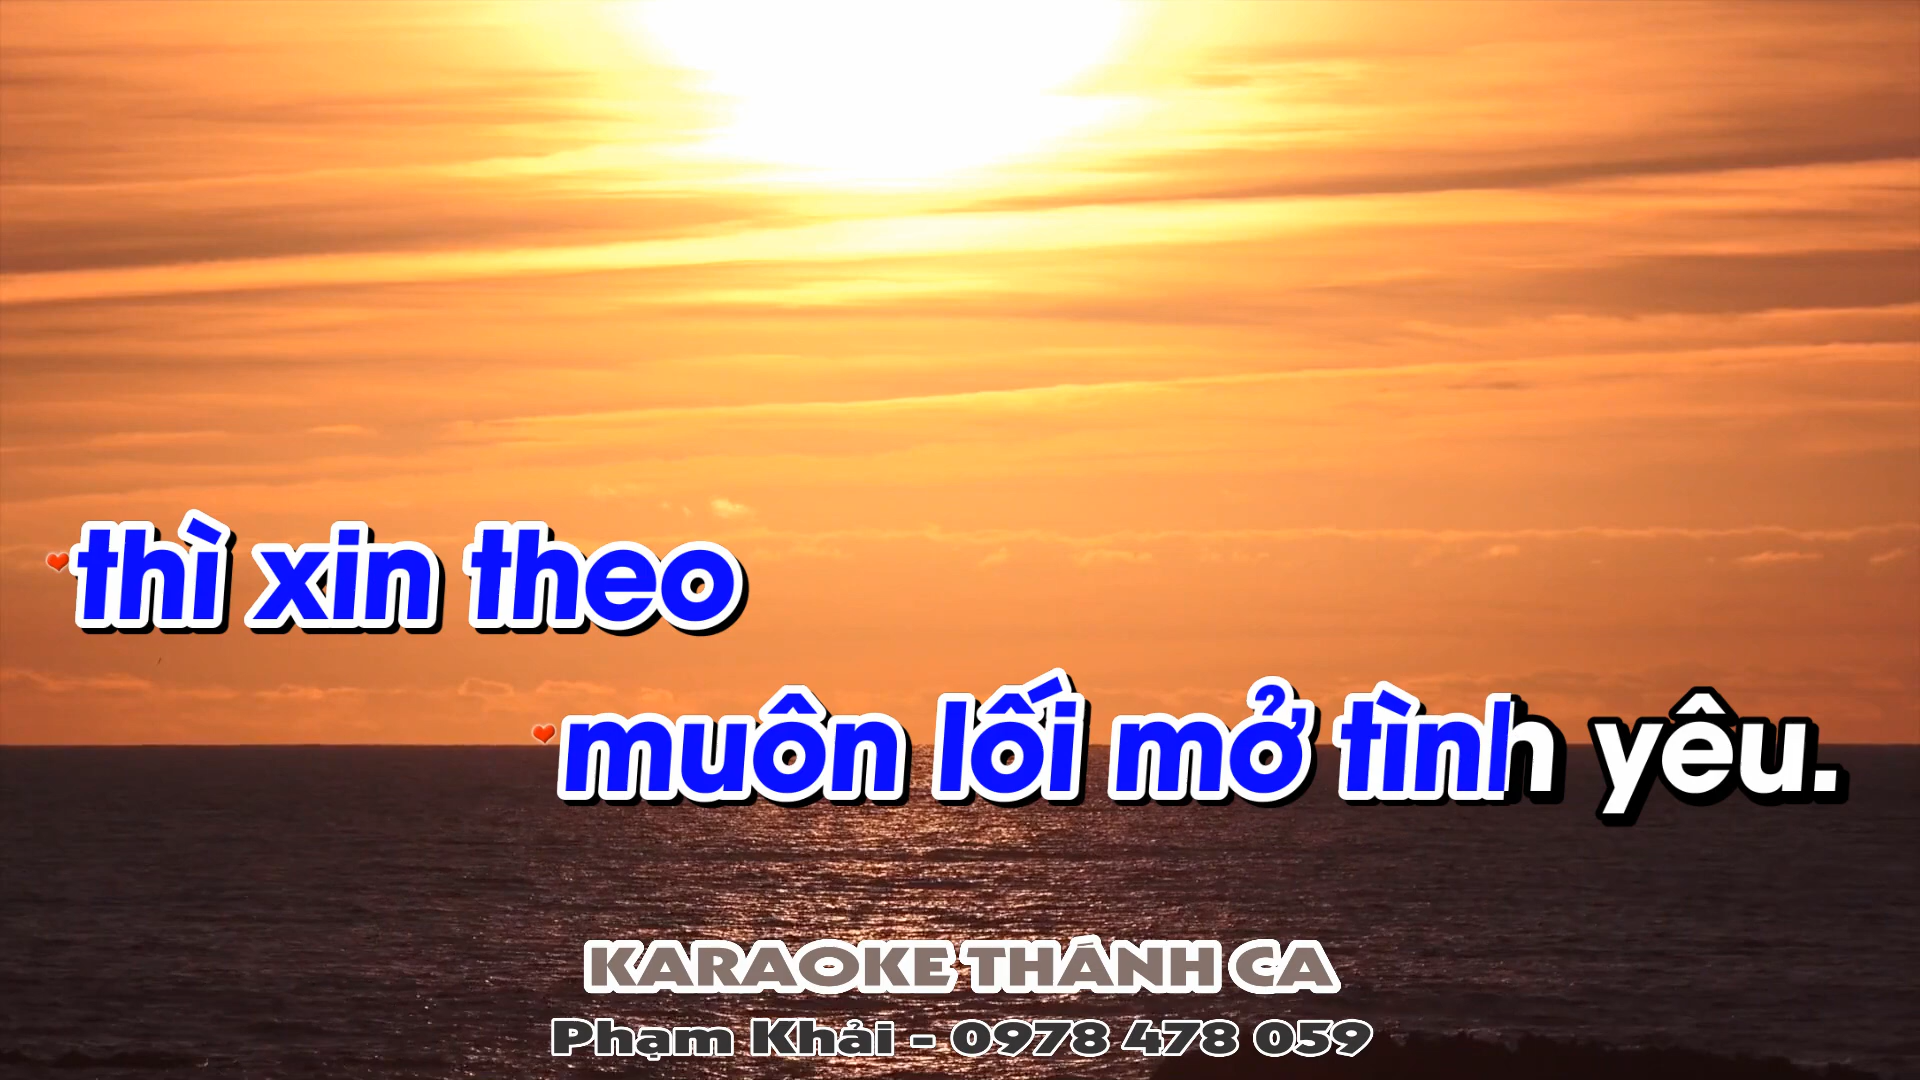 thì xin theo
muôn lối mở tình yêu.
KARAOKE THÁNH CA
Phạm Khải - 0978 478 059